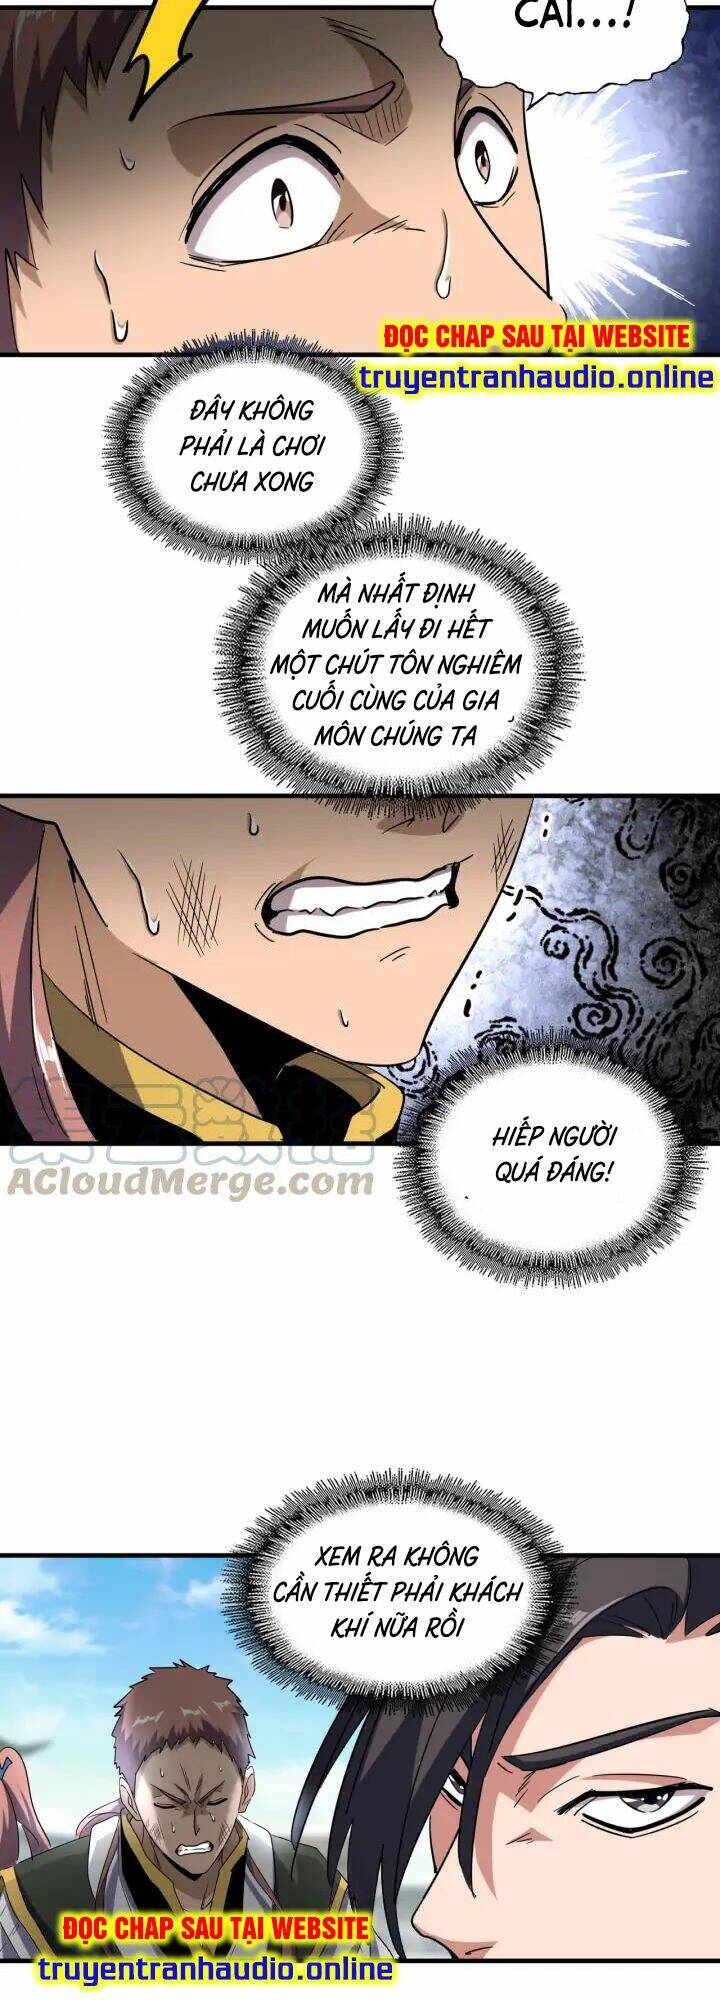 CÁI...!
ĐỌC CHAP SAU TẠI WEBSITE
truyentranhaudio.online
ĐÂY KHÔNG
PHẢI LÀ CHƠI
CHƯA XONG
MÀ NHẤT ĐỊNH
MUỐN LẤY ĐI HẾT
MỘT CHÚT TÔN NGHIÊM
CUỐI CÙNG CỦA GIA
MÔN CHÚNG TA
HIẾP NGƯỜI
QUÁ ĐÁNG!
ACloudMerge.com
XEM RA KHÔNG
CẦN THIẾT PHẢI KHÁCH
KHÍ NỮA RỒI
ĐỌC CHAP SAU TẠI WEBSITE
truyentranhaudio.online